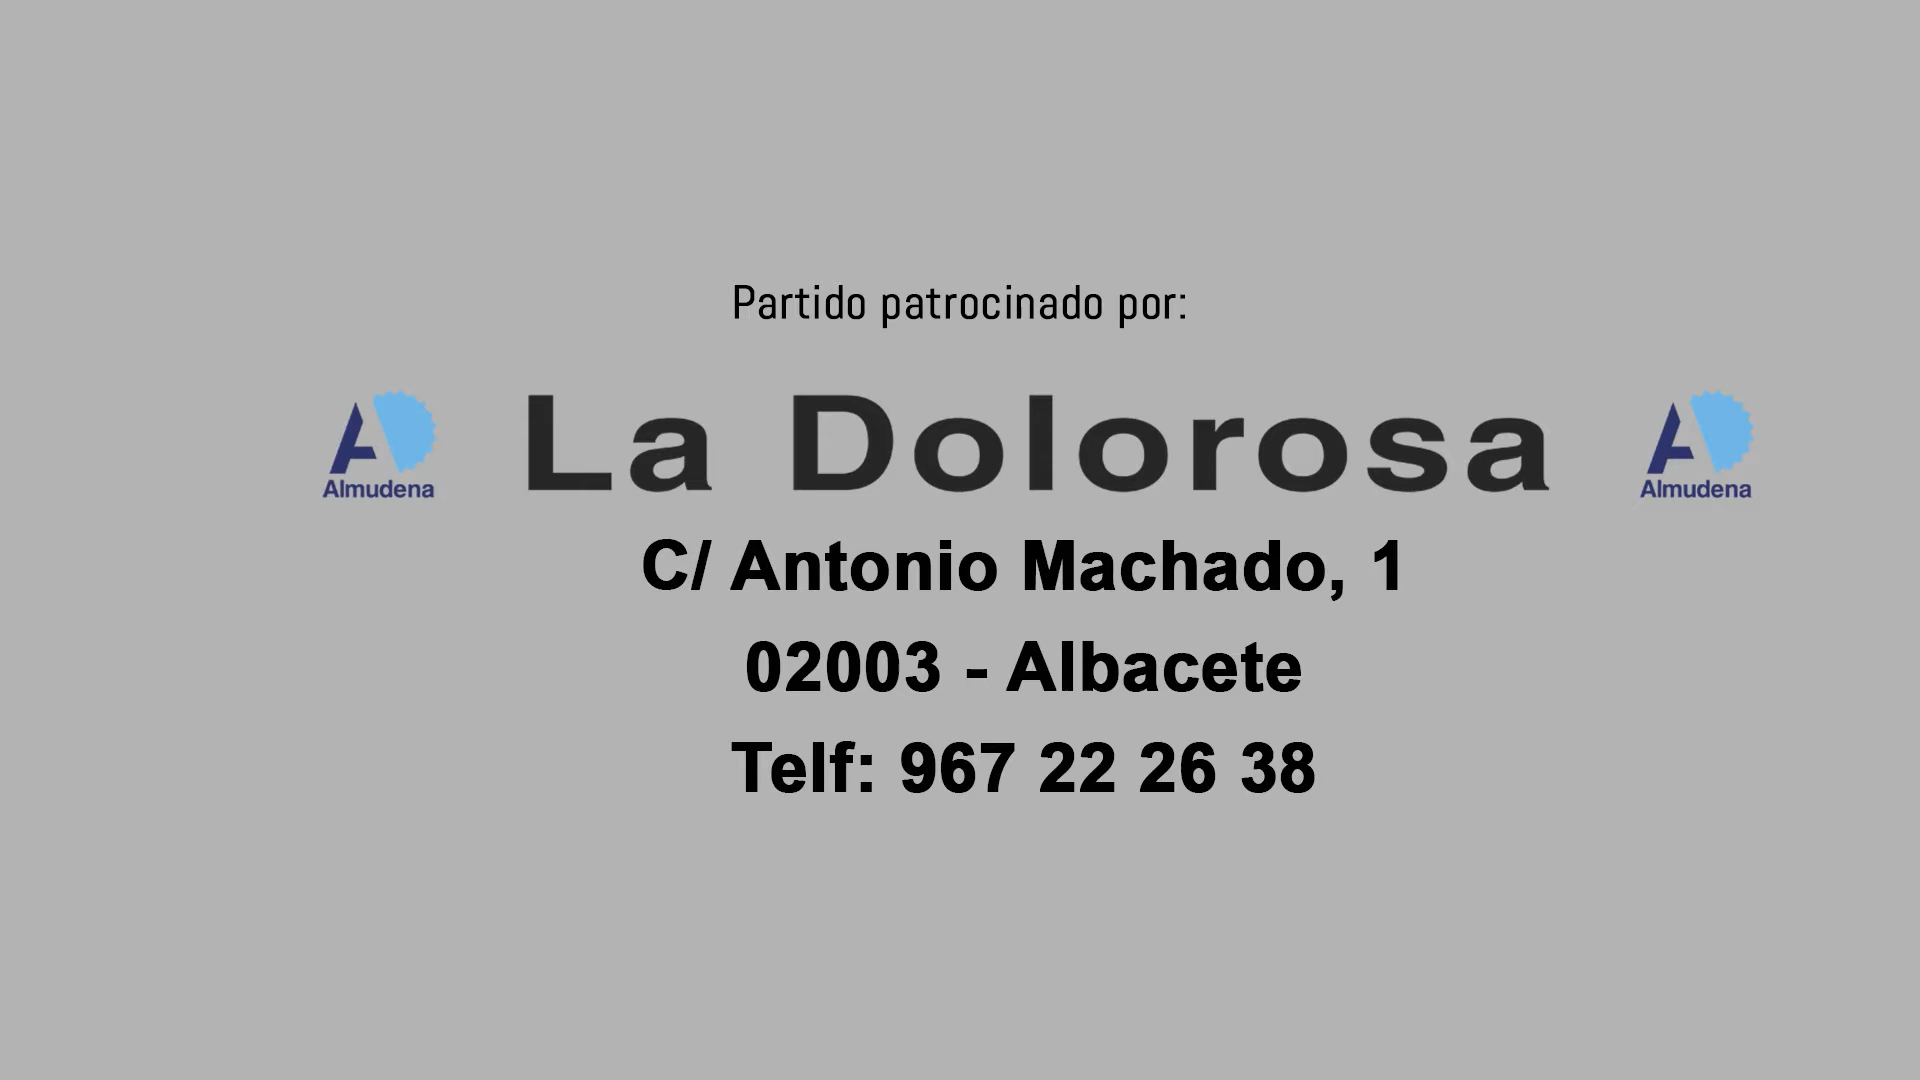 Partido patrocinado por:
Almudena La Dolorosa Almudena
C/ Antonio Machado, 1
02003 - Albacete
Telf: 967 22 26 38